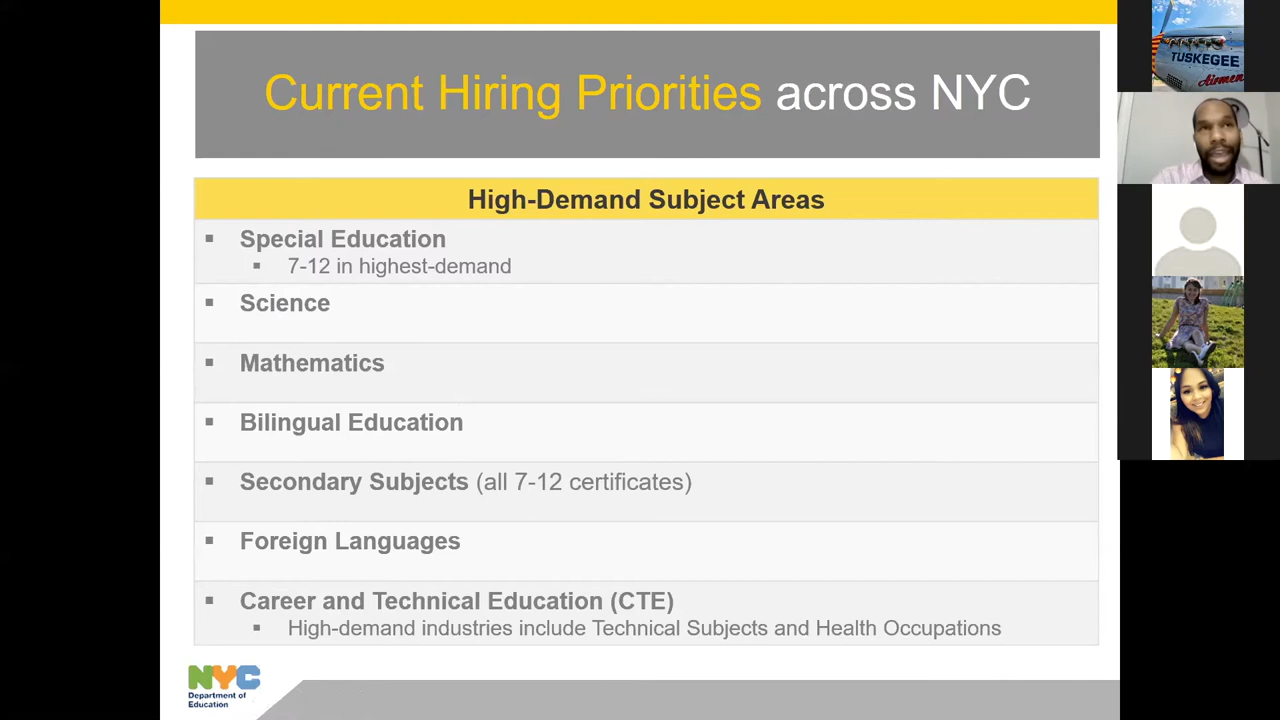 Current Hiring Priorities across NYC
High-Demand Subject Areas
▪ Special Education
▪ 7-12 in highest-demand
▪ Science
▪ Mathematics
▪ Bilingual Education
▪ Secondary Subjects (all 7-12 certificates)
▪ Foreign Languages
▪ Career and Technical Education (CTE)
▪ High-demand industries include Technical Subjects and Health Occupations
NYC
Department of
Education
TUSKEGEE
Airmen